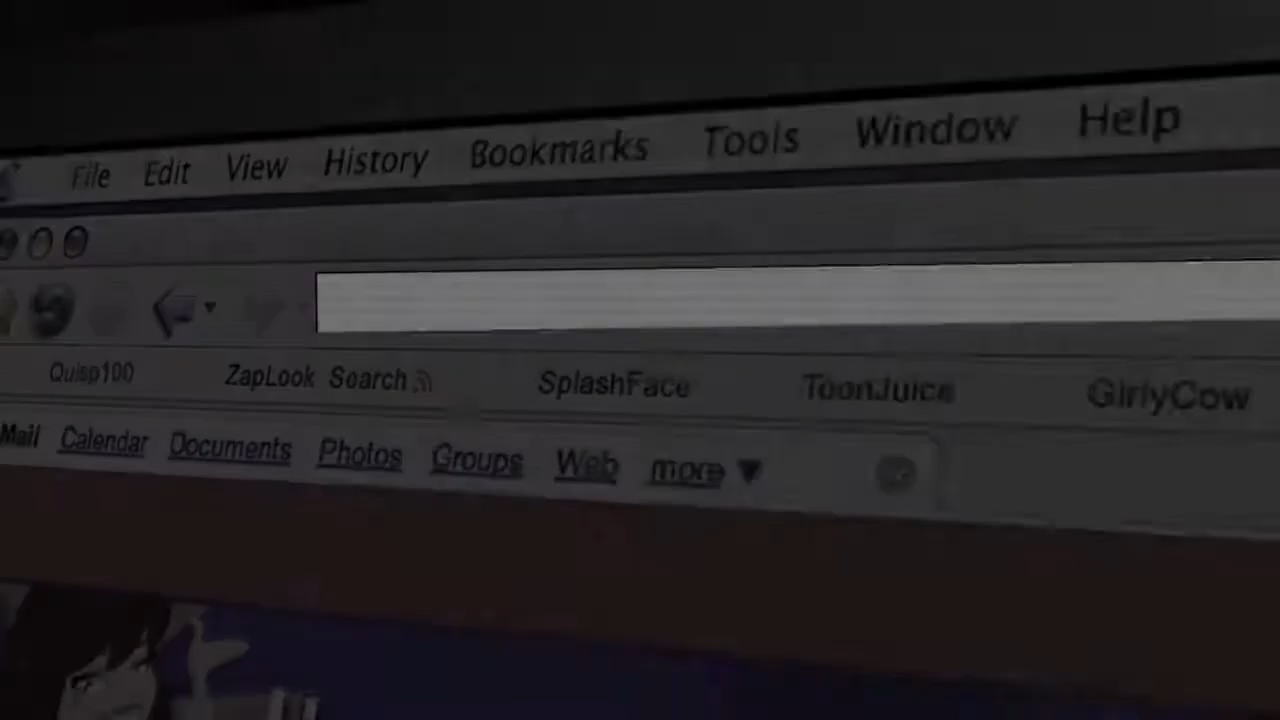 File Edit View History Bookmarks Tools Window Help
Quisp100 ZapLook Search SplashFace ToonJuice GirlyCow
Mail Calendar Documents Photos Groups Web more